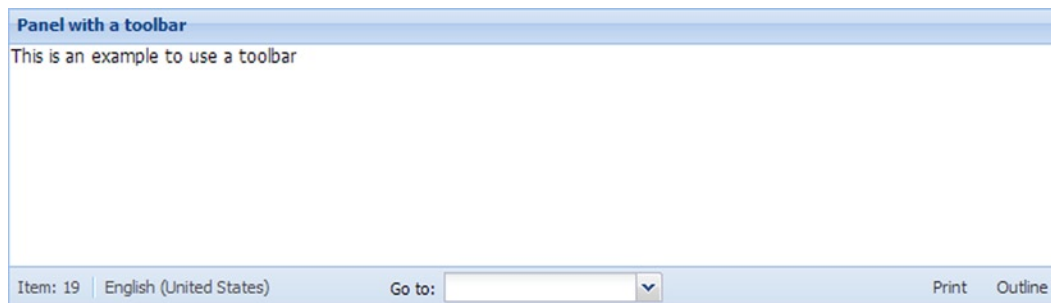 Panel with a toolbar
This is an example to use a toolbar
Item: 19 English (United States) Go to: Print Outline